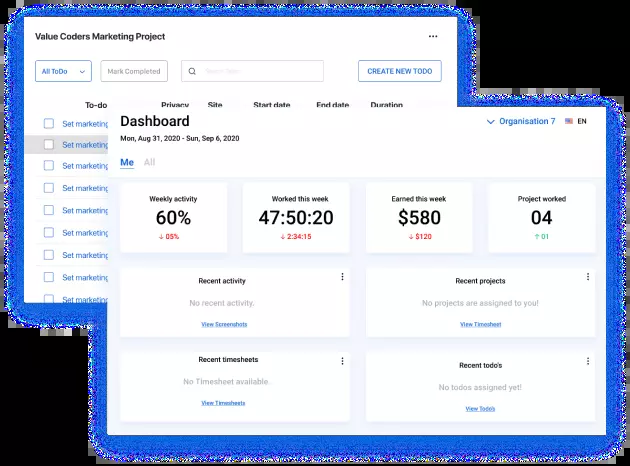 Value Coders Marketing Project
All ToDo
Mark Completed
CREATE NEW TODO
To-do Privacy Site Start date End date Duration
Set marketing
Set marketing
Set marketing
Set marketing
Set marketing
Set marketing
Set marketing
Set marketing
Set marketing
Dashboard
Organisation 7
EN
Mon, Aug 31, 2020 - Sun, Sep 6, 2020
Me All
Weekly activity
60%
↓ 05%
Worked this week
47:50:20
↓ 2:34:15
Earned this week
$580
↓ $120
Project worked
04
↑ 01
Recent activity
No recent activity.
View Screenshots
Recent projects
No projects are assigned to you!
View Timesheet
Recent timesheets
No Timesheet available.
View Timesheets
Recent todo's
No todos assigned yet!
View Todo's